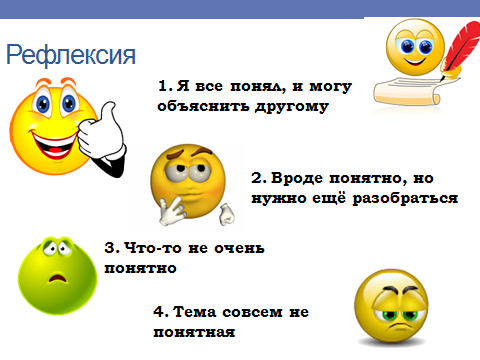 Рефлексия
1. Я все понял, и могу
объяснить другому
2. Вроде понятно, но
нужно ещё разобраться
3. Что-то не очень
понятно
4. Тема совсем не
понятная